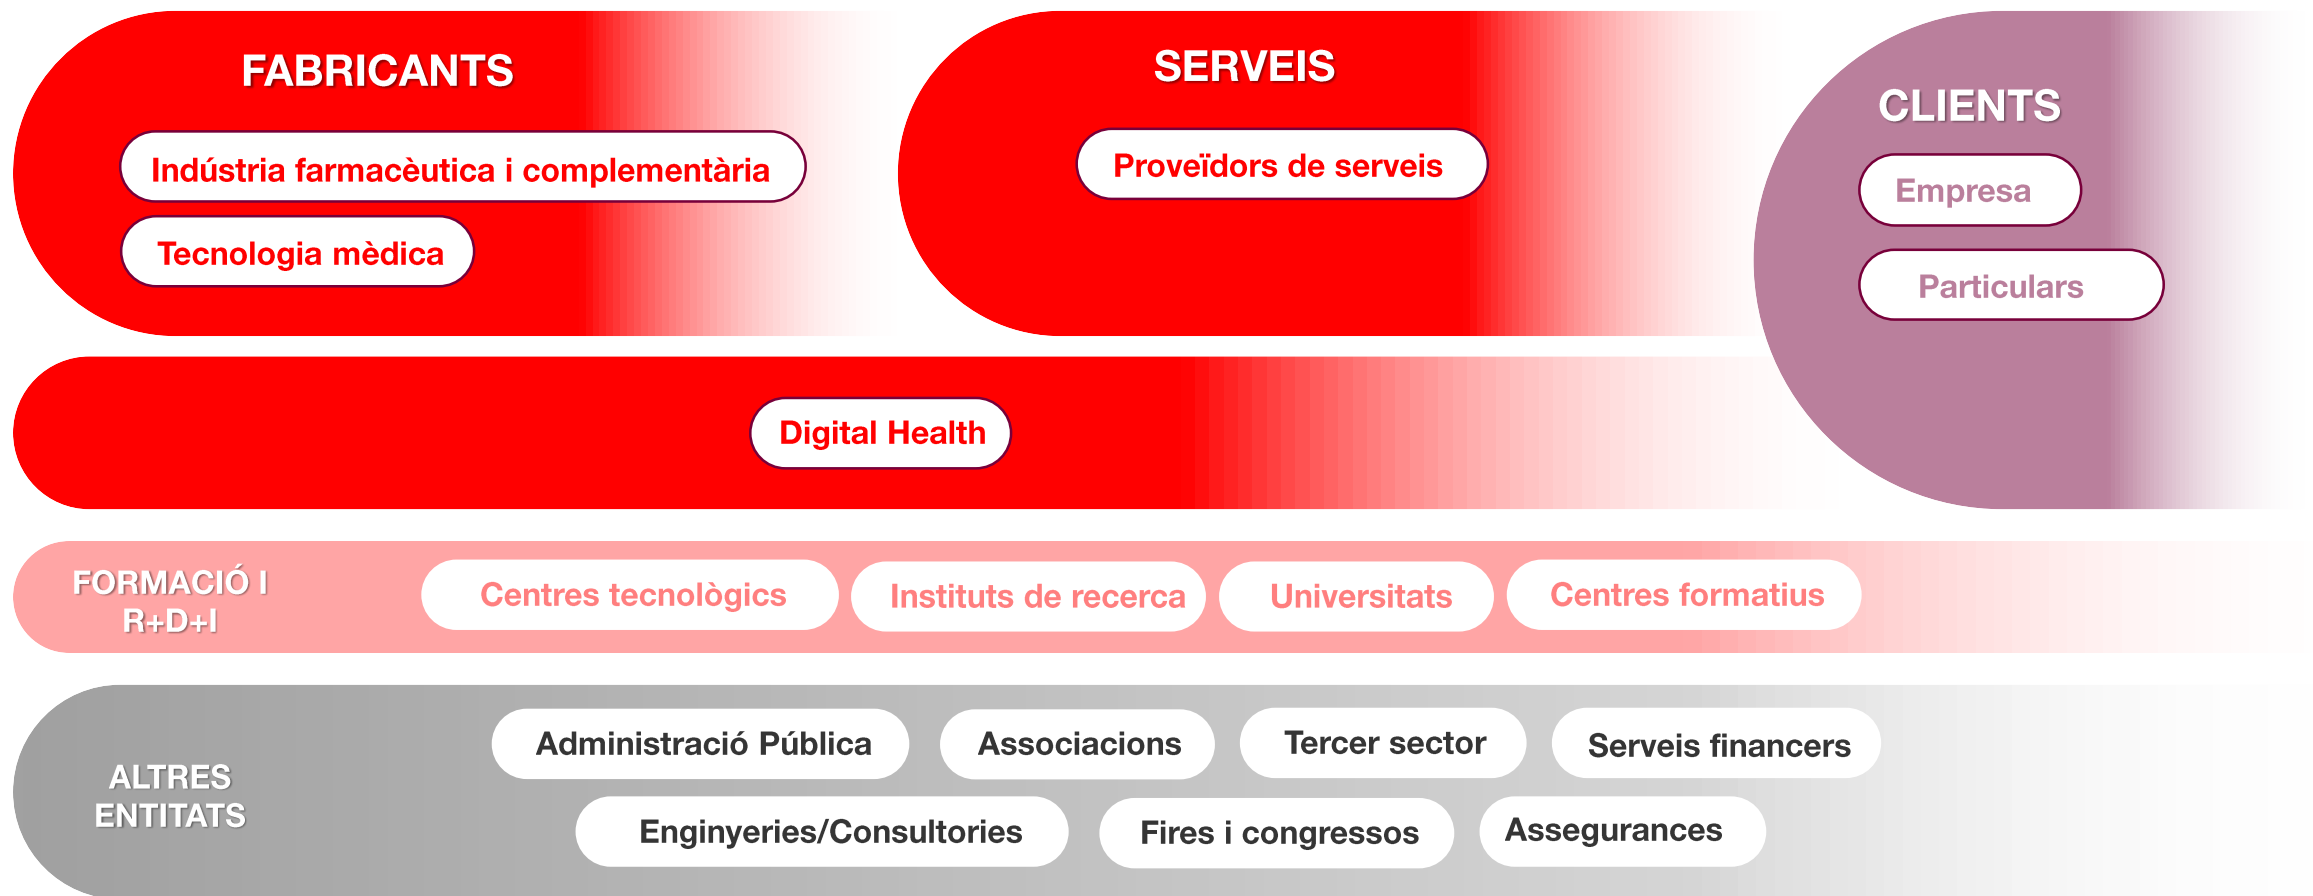 FABRICANTS
Indústria farmacèutica i complementària
Tecnologia mèdica
SERVEIS
Proveïdors de serveis
CLIENTS
Empresa
Particulars
Digital Health
FORMACIÓ I
R+D+I
Centres tecnològics
Instituts de recerca
Universitats
Centres formatius
ALTRES
ENTITATS
Administració Pública
Associacions
Tercer sector
Serveis financers
Enginyeries/Consultories
Fires i congressos
Assegurances